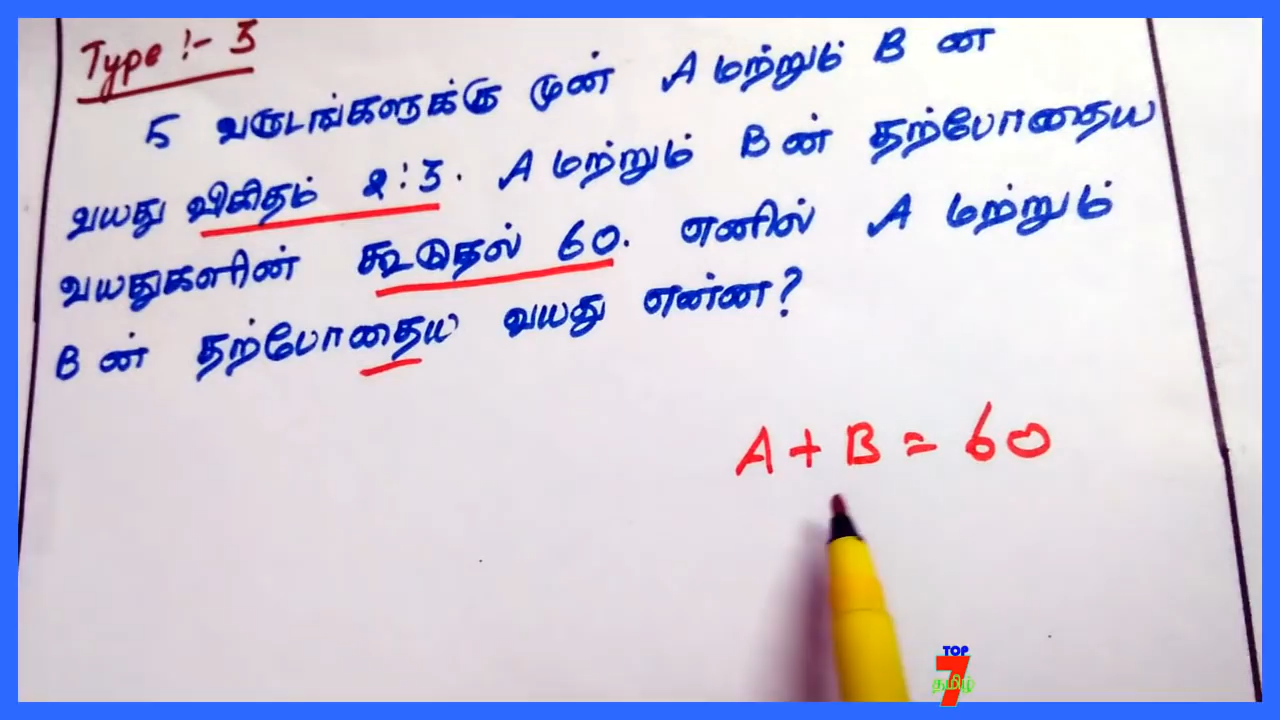 Type :- 3
5 வருடங்களுக்கு முன் A மற்றும் B ன
வயது விகிதம் 2:3. A மற்றும் B ன் தற்போதைய
வயதுகளின் கூடுதல் 60. எனில் A மற்றும்
B ன் தற்போதைய வயது என்ன?
A + B = 60
TOP
7
தமிழ்